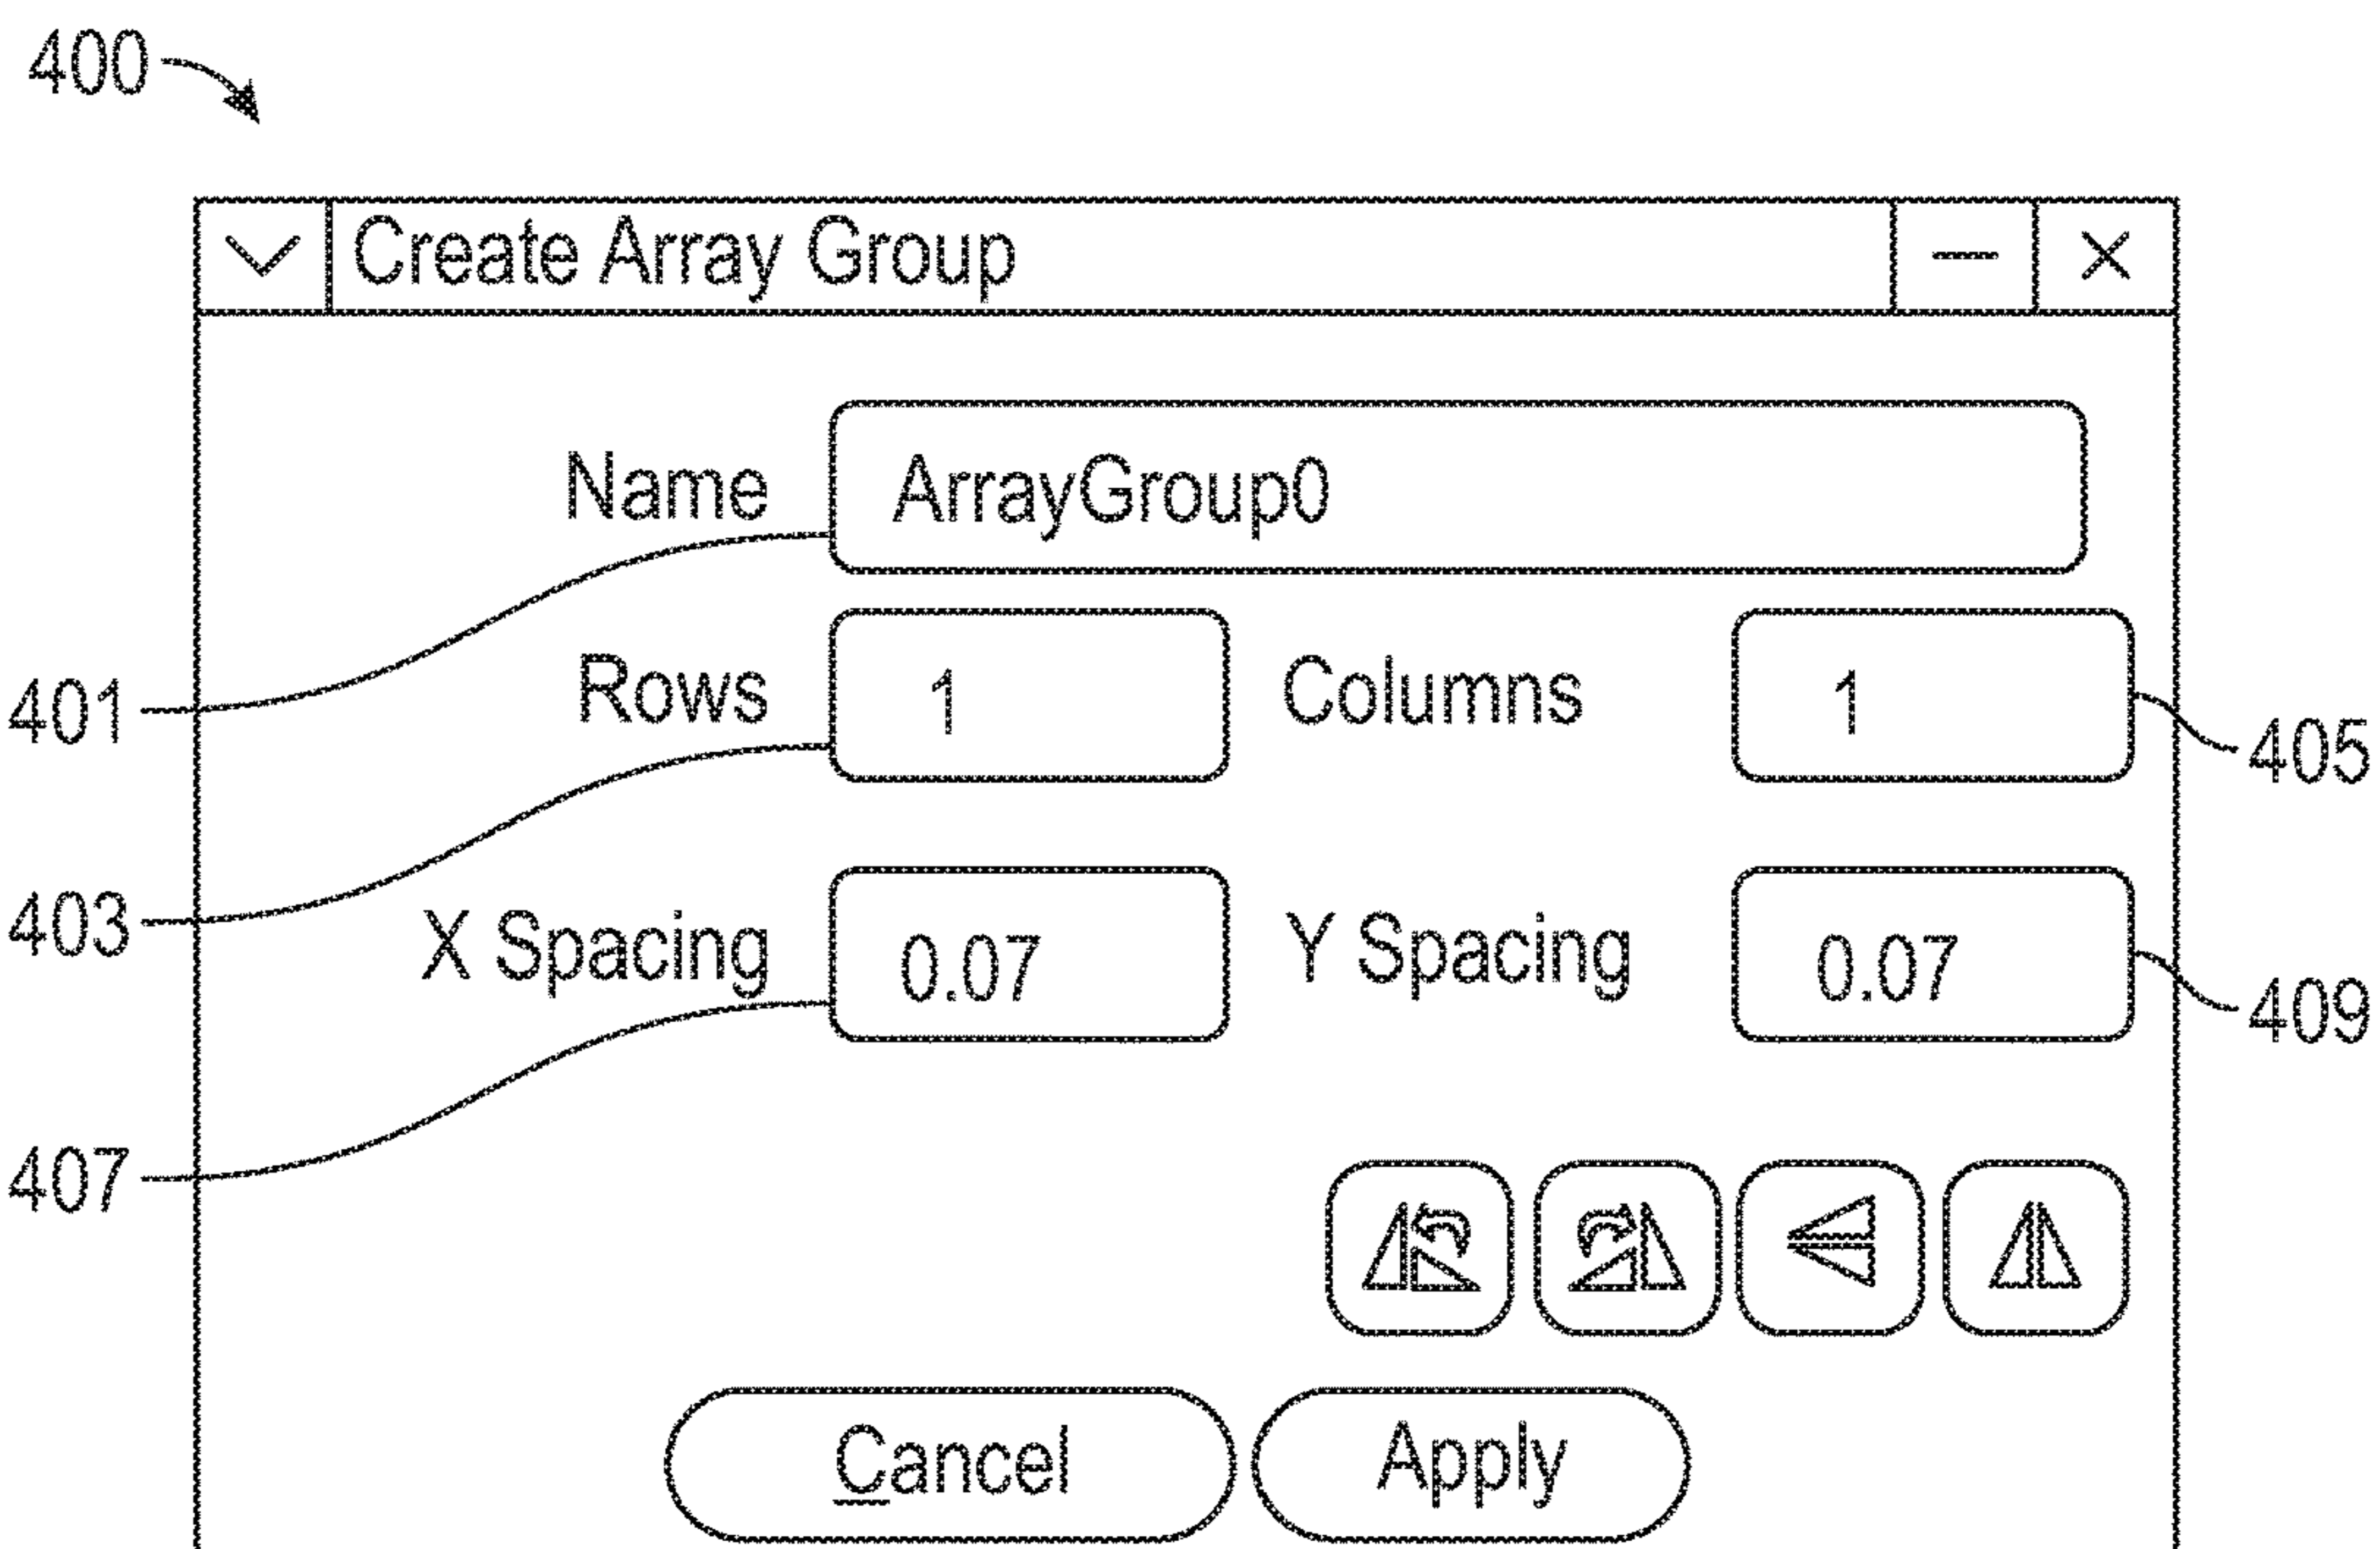 400
Create Array Group
Name ArrayGroup0
401 Rows 1 Columns 1 405
403 X Spacing 0.07 Y Spacing 0.07 409
407
Cancel Apply